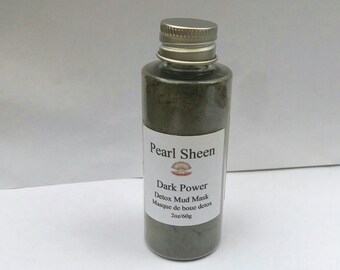 Pearl Sheen
Dark Power
Detox Mud Mask
Masque de boue detox
2oz/60g